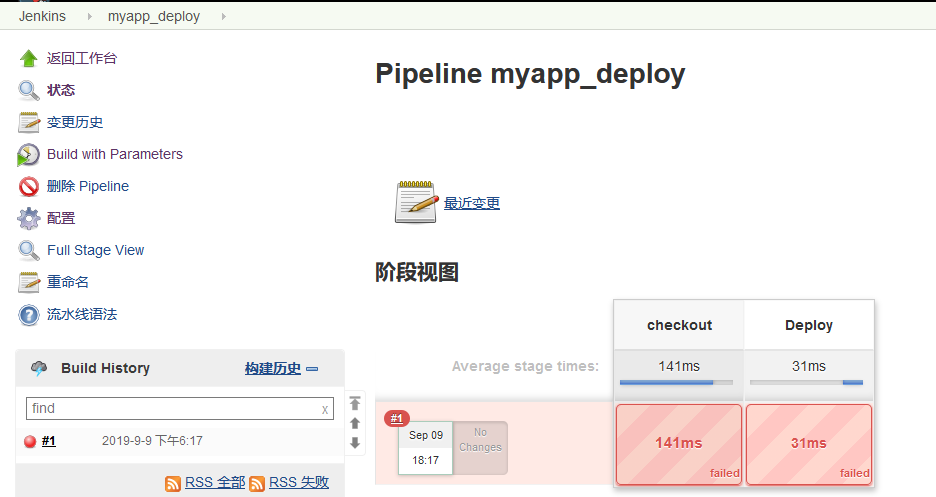 Jenkins myapp_deploy
返回工作台
状态
变更历史
Build with Parameters
删除 Pipeline
配置
Full Stage View
重命名
流水线语法
Build History 构建历史
find x
#1 2019-9-9 下午6:17
RSS 全部 RSS 失败
Pipeline myapp_deploy
最近变更
阶段视图
checkout Deploy
Average stage times: 141ms 31ms
#1
Sep 09
18:17
No
Changes
141ms
failed
31ms
failed